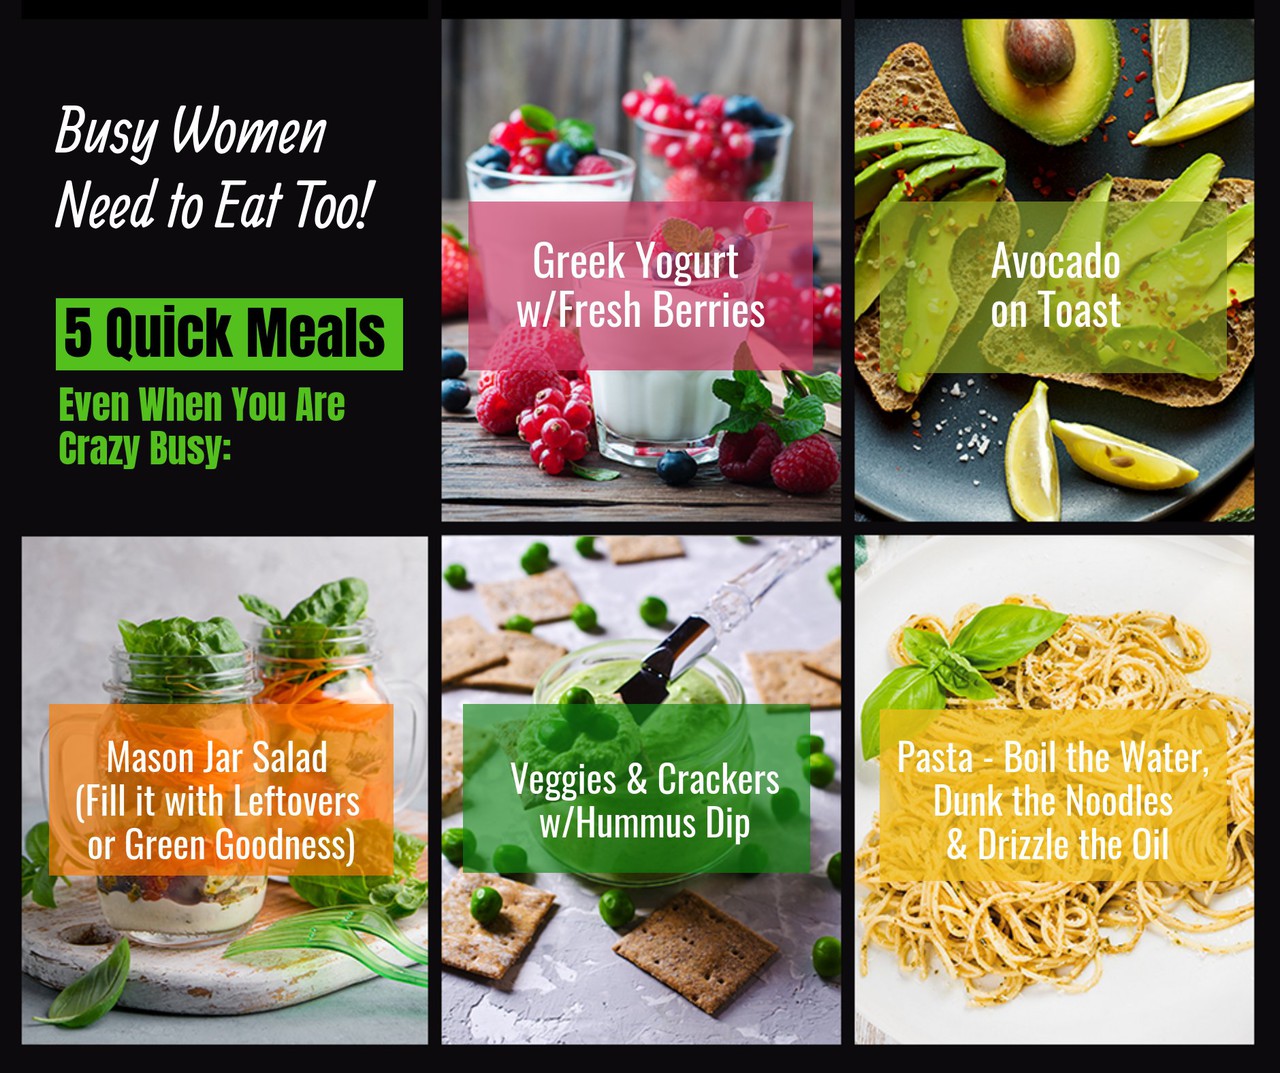 Busy Women
Need to Eat Too!
5 Quick Meals
Even When You Are
Crazy Busy:
Greek Yogurt
w/Fresh Berries
Avocado
on Toast
Mason Jar Salad
(Fill it with Leftovers
or Green Goodness)
Veggies & Crackers
w/Hummus Dip
Pasta - Boil the Water,
Dunk the Noodles
& Drizzle the Oil